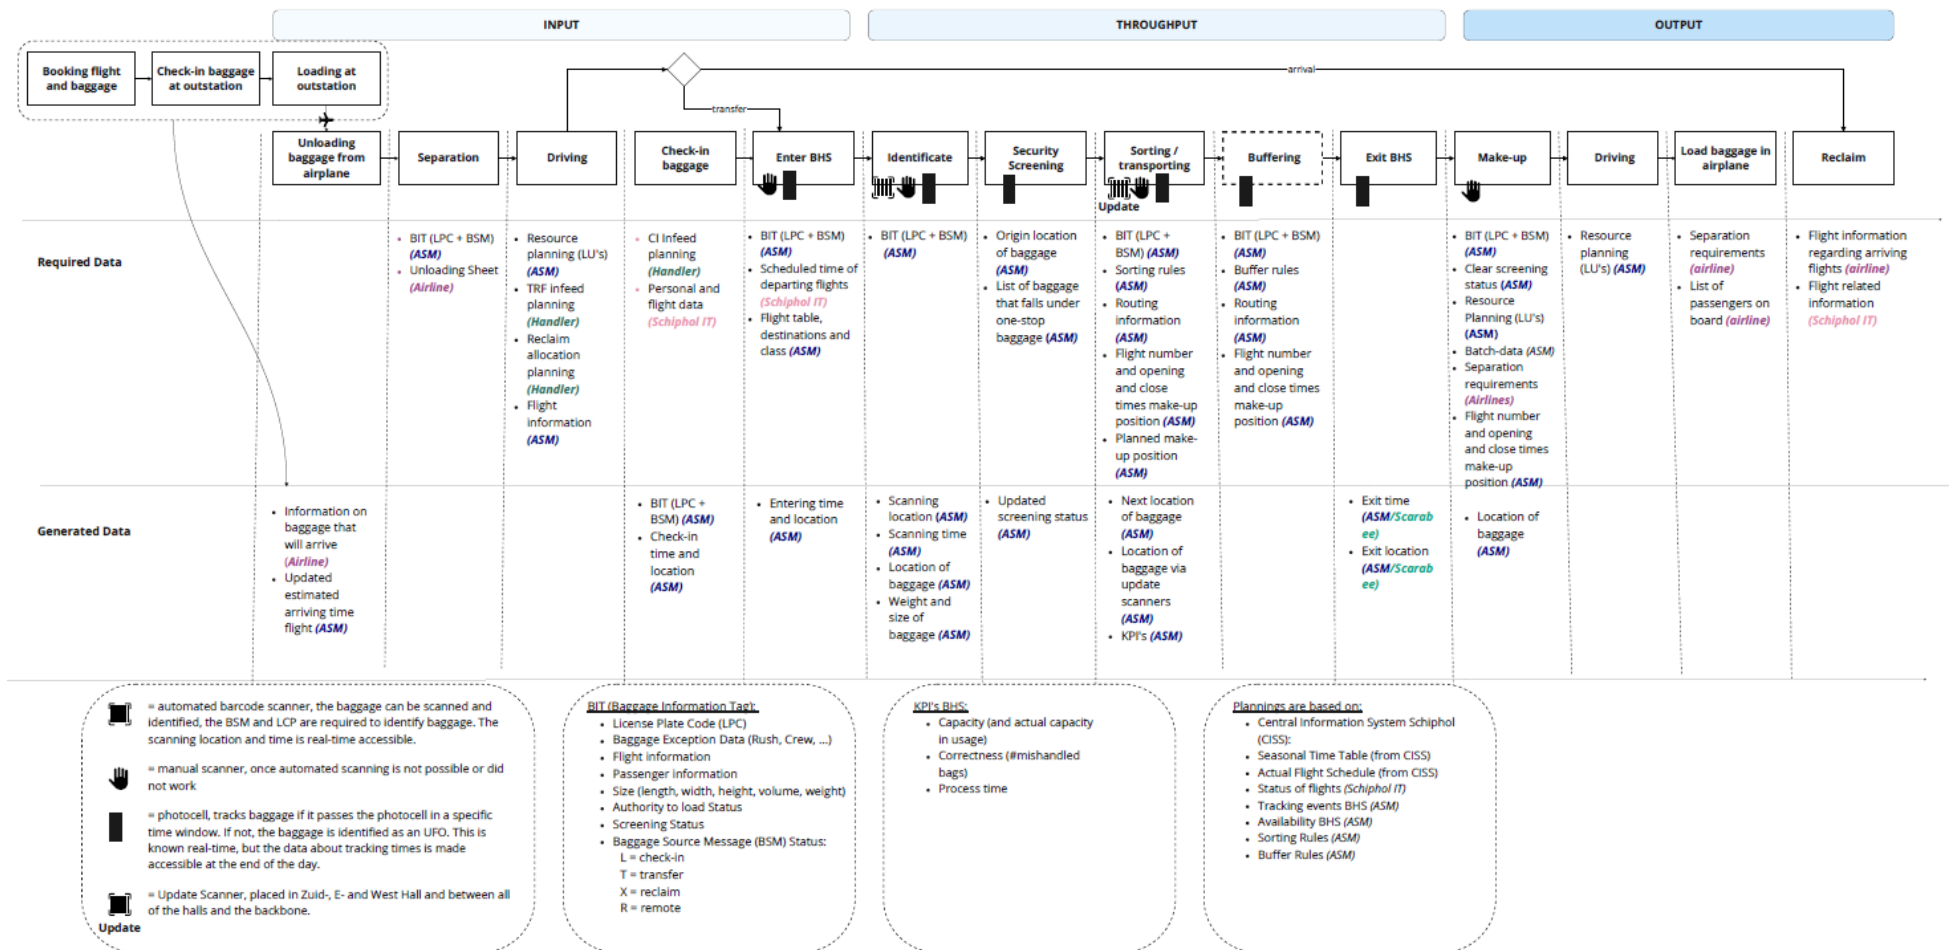 INPUT
THROUGHPUT
OUTPUT
Booking flight
and baggage
Check-in baggage
at outstation
Loading at
outstation
arrival
transfer
Unloading
baggage from
airplane
Separation
Driving
Check-in
baggage
Enter BHS
Identificate
Security
Screening
Sorting /
transporting
Buffering
Exit BHS
Make-up
Driving
Load baggage in
airplane
Reclaim
Update
Required Data
• BIT (LPC + BSM)
(ASM)
• Unloading Sheet
(Airline)
• Resource
planning (LU's)
(ASM)
• TRF infeed
planning
(Handler)
• Reclaim
allocation
planning
(Handler)
• Flight
information
(ASM)
• CI Infeed
planning
(Handler)
• Personal and
flight data
(Schiphol IT)
• BIT (LPC + BSM)
(ASM)
• Scheduled time of
departing flights
(Schiphol IT)
• Flight table,
destinations and
class (ASM)
• BIT (LPC + BSM)
(ASM)
• Origin location
of baggage
(ASM)
• List of baggage
that falls under
one-stop
baggage (ASM)
• BIT (LPC +
BSM) (ASM)
• Sorting rules
(ASM)
• Routing
information
(ASM)
• Flight number
and opening
and close
times make-up
position (ASM)
• Planned make-
up position
(ASM)
• BIT (LPC + BSM)
(ASM)
• Buffer rules
(ASM)
• Routing
information
(ASM)
• Flight number
and opening
and close times
make-up
position (ASM)
• BIT (LPC + BSM)
(ASM)
• Clear screening
status (ASM)
• Resource
Planning (LU's)
(ASM)
• Batch-data (ASM)
• Separation
requirements
(Airlines)
• Flight number
and opening
and close times
make-up
position (ASM)
• Resource
planning
(LU's) (ASM)
• Separation
requirements
(airline)
• List of
passengers on
board (airline)
• Flight information
regarding arriving
flights (airline)
• Flight related
information
(Schiphol IT)
Generated Data
• Information on
baggage that
will arrive
(Airline)
• Updated
estimated
arriving time
flight (ASM)
• BIT (LPC +
BSM) (ASM)
• Check-in
time and
location
(ASM)
• Entering time
and location
(ASM)
• Scanning
location (ASM)
• Scanning time
(ASM)
• Location of
baggage (ASM)
• Weight and
size of
baggage (ASM)
• Updated
screening status
(ASM)
• Next location
of baggage
(ASM)
• Location of
baggage via
update
scanners
(ASM)
• KPI's (ASM)
• Exit time
(ASM/Scarab
ee)
• Exit location
(ASM/Scarab
ee)
• Location of
baggage
(ASM)
= automated barcode scanner, the baggage can be scanned and
identified, the BSM and LCP are required to identify baggage. The
scanning location and time is real-time accessible.
= manual scanner, once automated scanning is not possible or did
not work
= photocell, tracks baggage if it passes the photocell in a specific
time window. If not, the baggage is identified as an UFO. This is
known real-time, but the data about tracking times is made
accessible at the end of the day.
= Update Scanner, placed in Zuid-, E- and West Hall and between all
of the halls and the backbone.
Update
BIT (Baggage Information Tag):
• License Plate Code (LPC)
• Baggage Exception Data (Rush, Crew, ...)
• Flight information
• Passenger information
• Size (length, width, height, volume, weight)
• Authority to load Status
• Screening Status
• Baggage Source Message (BSM) Status:
L = check-in
T = transfer
X = reclaim
R = remote
KPI's BHS:
• Capacity (and actual capacity
in usage)
• Correctness (#mishandled
bags)
• Process time
Plannings are based on:
• Central Information System Schiphol
(CISS):
• Seasonal Time Table (from CISS)
• Actual Flight Schedule (from CISS)
• Status of flights (Schiphol IT)
• Tracking events BHS (ASM)
• Availability BHS (ASM)
• Sorting Rules (ASM)
• Buffer Rules (ASM)